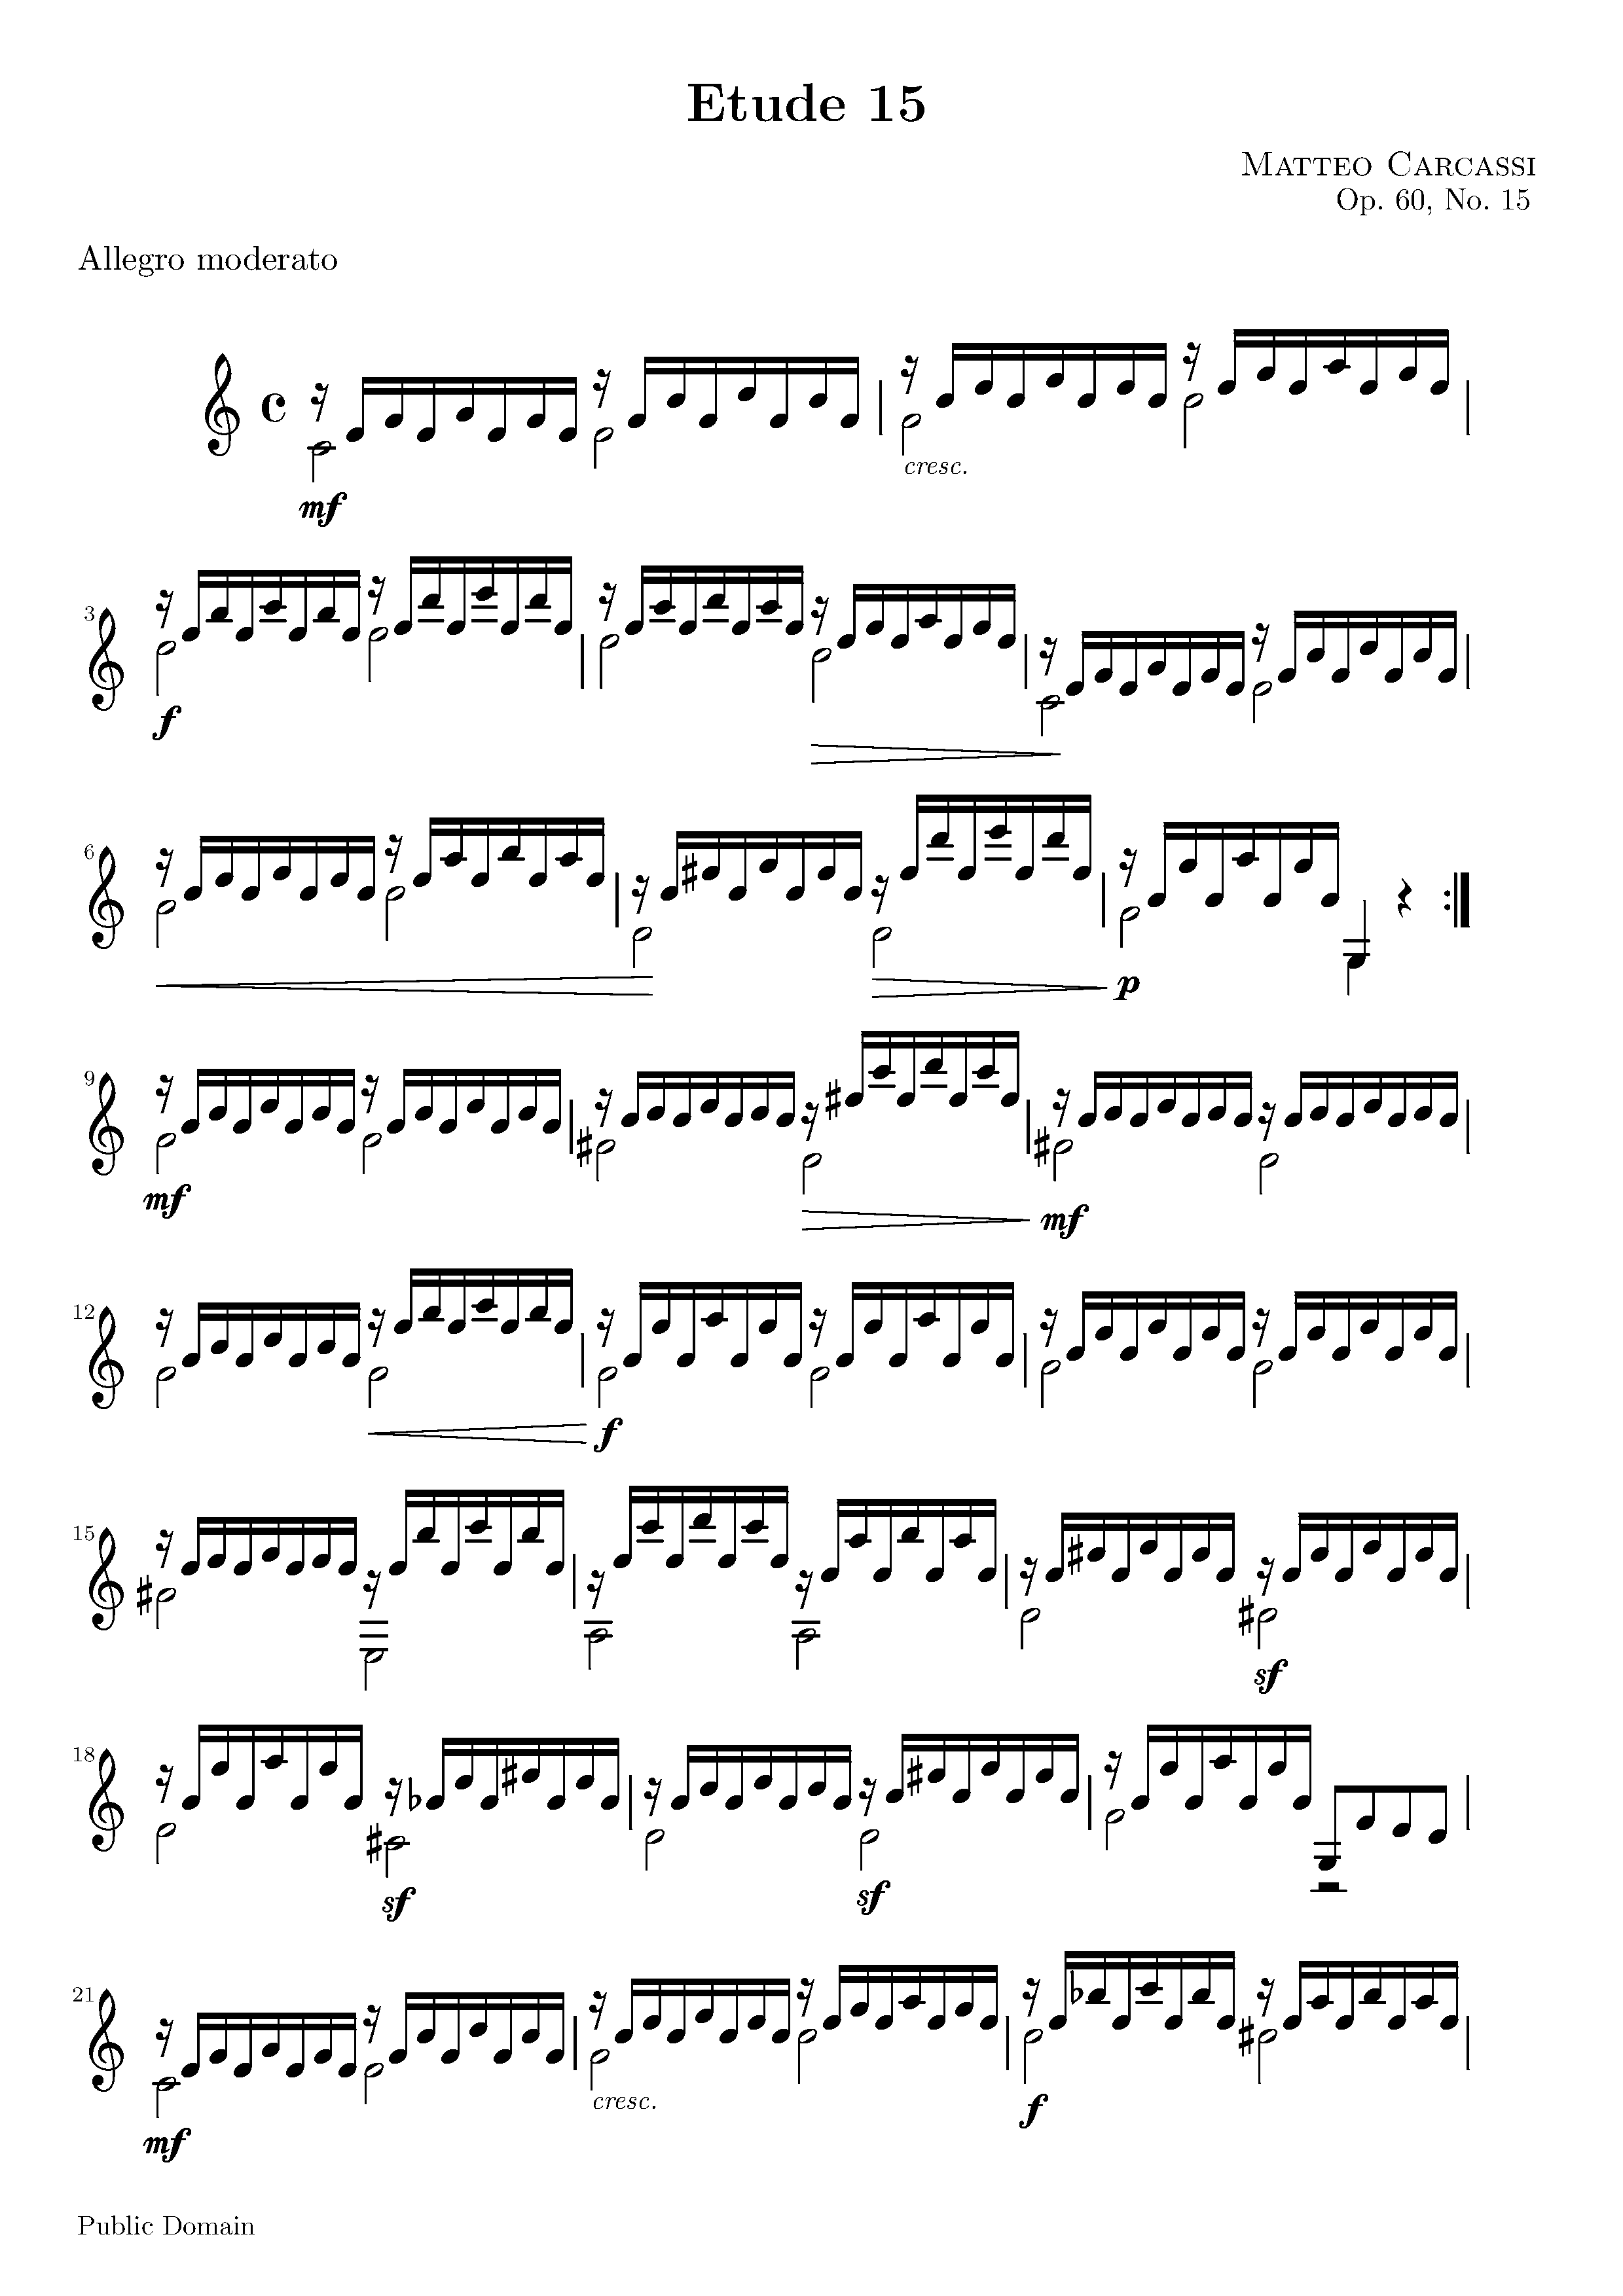 Etude 15
Matteo Carcassi
Op. 60, No. 15
Allegro moderato
mf
cresc.
3
f
6
p
9
mf
mf
12
f
15
sf
18
sf
sf
21
mf
cresc.
f
Public Domain